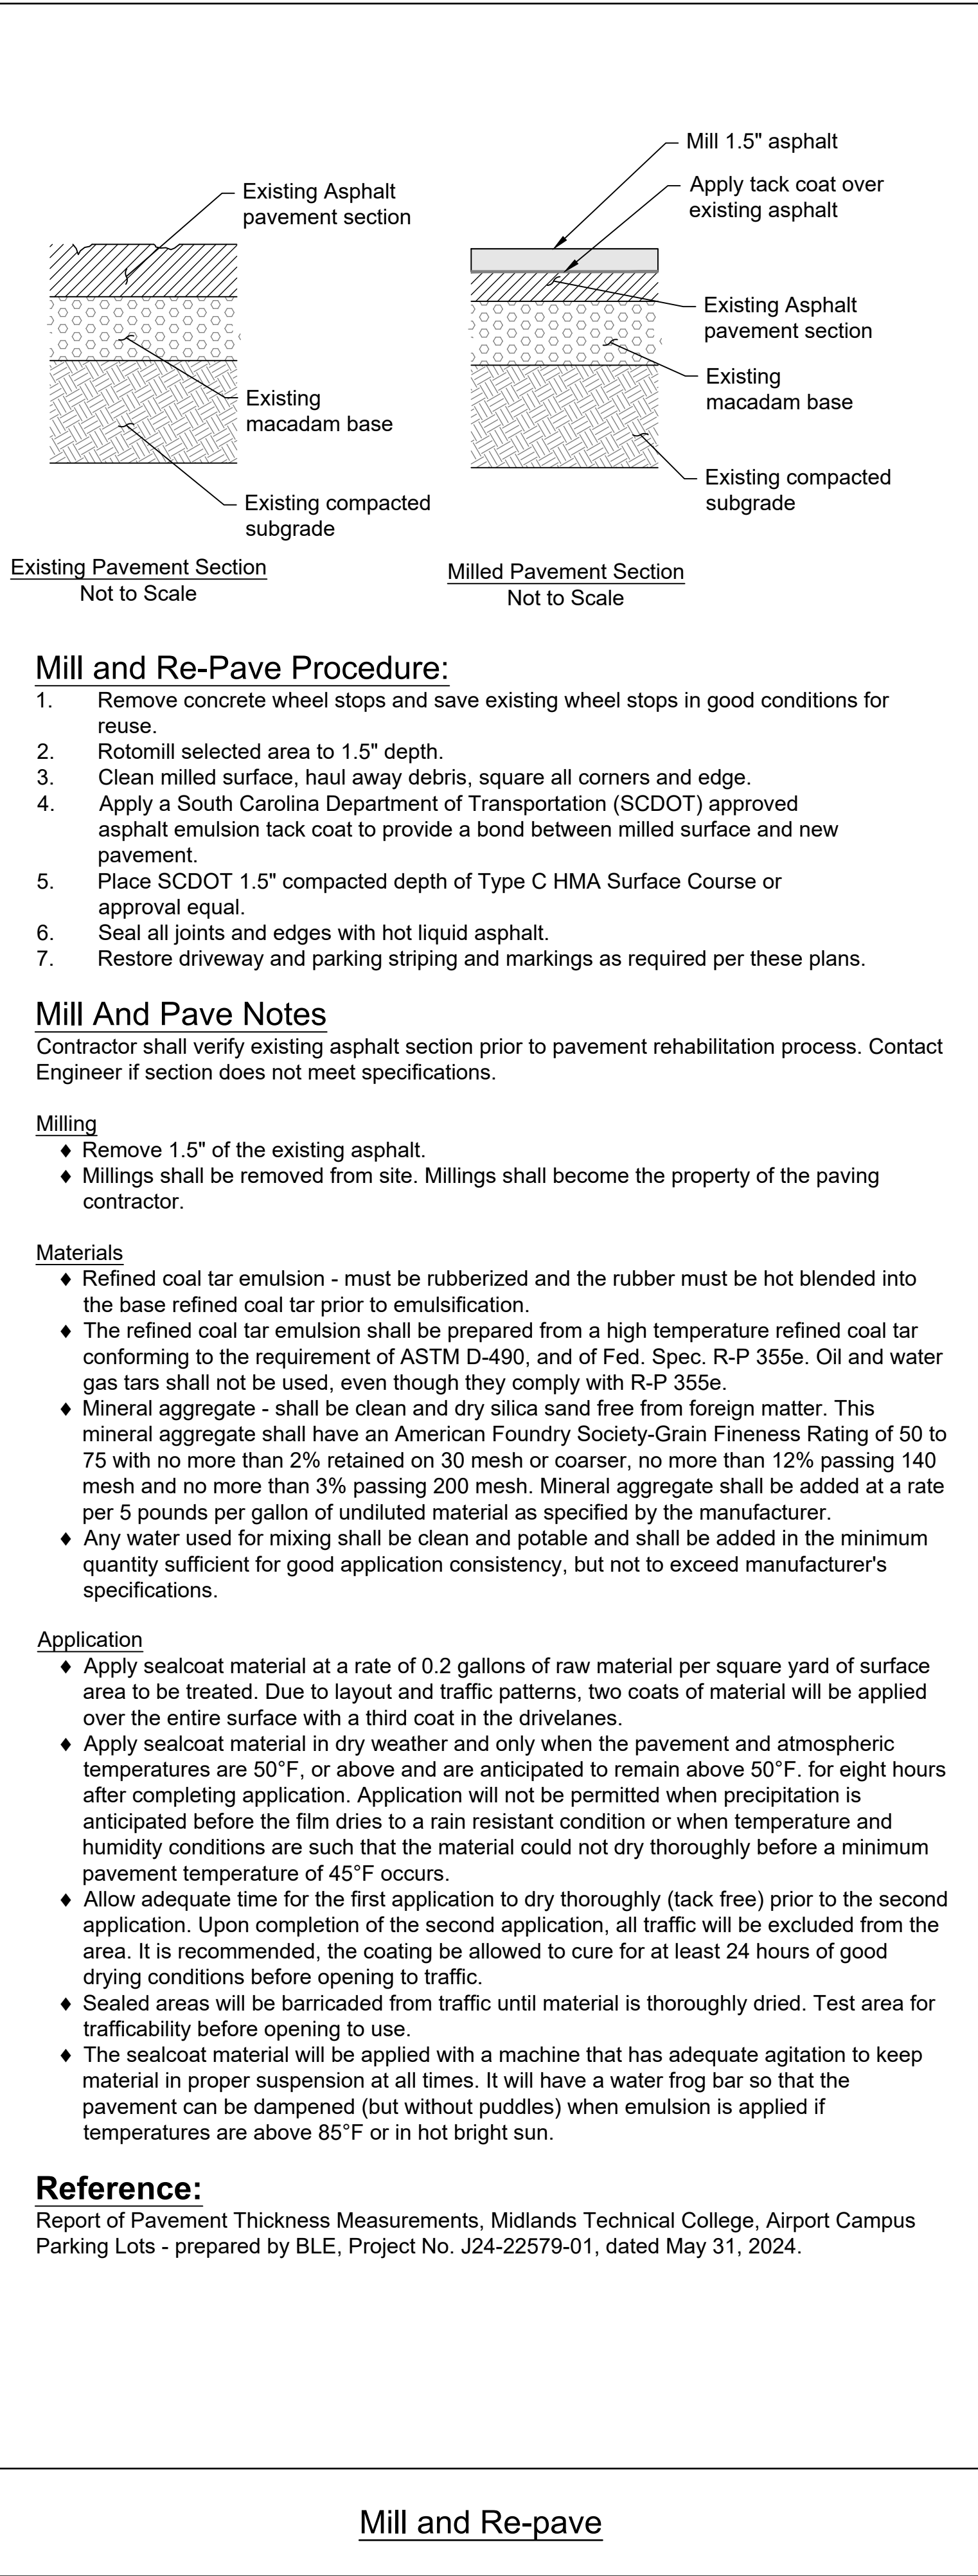 Mill 1.5" asphalt
Apply tack coat over
existing asphalt
Existing Asphalt
pavement section
Existing Asphalt
pavement section
Existing
macadam base
Existing
macadam base
Existing compacted
subgrade
Existing compacted
subgrade
Existing Pavement Section
Not to Scale
Milled Pavement Section
Not to Scale
Mill and Re-Pave Procedure:
1. Remove concrete wheel stops and save existing wheel stops in good conditions for
reuse.
2. Rotomill selected area to 1.5" depth.
3. Clean milled surface, haul away debris, square all corners and edge.
4. Apply a South Carolina Department of Transportation (SCDOT) approved
asphalt emulsion tack coat to provide a bond between milled surface and new
pavement.
5. Place SCDOT 1.5" compacted depth of Type C HMA Surface Course or
approval equal.
6. Seal all joints and edges with hot liquid asphalt.
7. Restore driveway and parking striping and markings as required per these plans.
Mill And Pave Notes
Contractor shall verify existing asphalt section prior to pavement rehabilitation process. Contact
Engineer if section does not meet specifications.
Milling
♦ Remove 1.5" of the existing asphalt.
♦ Millings shall be removed from site. Millings shall become the property of the paving
contractor.
Materials
♦ Refined coal tar emulsion - must be rubberized and the rubber must be hot blended into
the base refined coal tar prior to emulsification.
♦ The refined coal tar emulsion shall be prepared from a high temperature refined coal tar
conforming to the requirement of ASTM D-490, and of Fed. Spec. R-P 355e. Oil and water
gas tars shall not be used, even though they comply with R-P 355e.
♦ Mineral aggregate - shall be clean and dry silica sand free from foreign matter. This
mineral aggregate shall have an American Foundry Society-Grain Fineness Rating of 50 to
75 with no more than 2% retained on 30 mesh or coarser, no more than 12% passing 140
mesh and no more than 3% passing 200 mesh. Mineral aggregate shall be added at a rate
per 5 pounds per gallon of undiluted material as specified by the manufacturer.
♦ Any water used for mixing shall be clean and potable and shall be added in the minimum
quantity sufficient for good application consistency, but not to exceed manufacturer's
specifications.
Application
♦ Apply sealcoat material at a rate of 0.2 gallons of raw material per square yard of surface
area to be treated. Due to layout and traffic patterns, two coats of material will be applied
over the entire surface with a third coat in the drivelanes.
♦ Apply sealcoat material in dry weather and only when the pavement and atmospheric
temperatures are 50°F, or above and are anticipated to remain above 50°F. for eight hours
after completing application. Application will not be permitted when precipitation is
anticipated before the film dries to a rain resistant condition or when temperature and
humidity conditions are such that the material could not dry thoroughly before a minimum
pavement temperature of 45°F occurs.
♦ Allow adequate time for the first application to dry thoroughly (tack free) prior to the second
application. Upon completion of the second application, all traffic will be excluded from the
area. It is recommended, the coating be allowed to cure for at least 24 hours of good
drying conditions before opening to traffic.
♦ Sealed areas will be barricaded from traffic until material is thoroughly dried. Test area for
trafficability before opening to use.
♦ The sealcoat material will be applied with a machine that has adequate agitation to keep
material in proper suspension at all times. It will have a water frog bar so that the
pavement can be dampened (but without puddles) when emulsion is applied if
temperatures are above 85°F or in hot bright sun.
Reference:
Report of Pavement Thickness Measurements, Midlands Technical College, Airport Campus
Parking Lots - prepared by BLE, Project No. J24-22579-01, dated May 31, 2024.
Mill and Re-pave